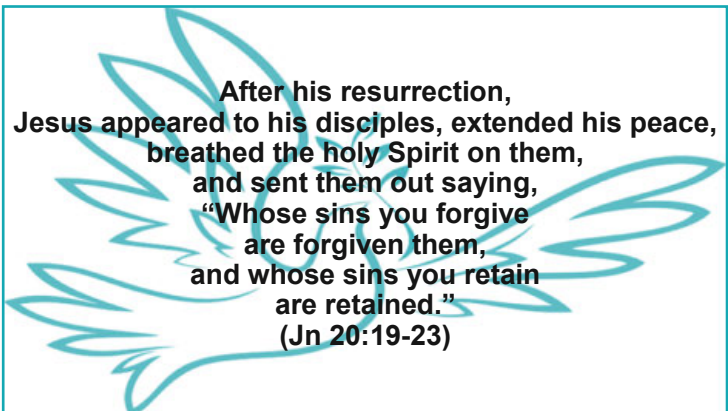 After his resurrection,
Jesus appeared to his disciples, extended his peace,
breathed the holy Spirit on them,
and sent them out saying,
“Whose sins you forgive
are forgiven them,
and whose sins you retain
are retained.”
(Jn 20:19-23)